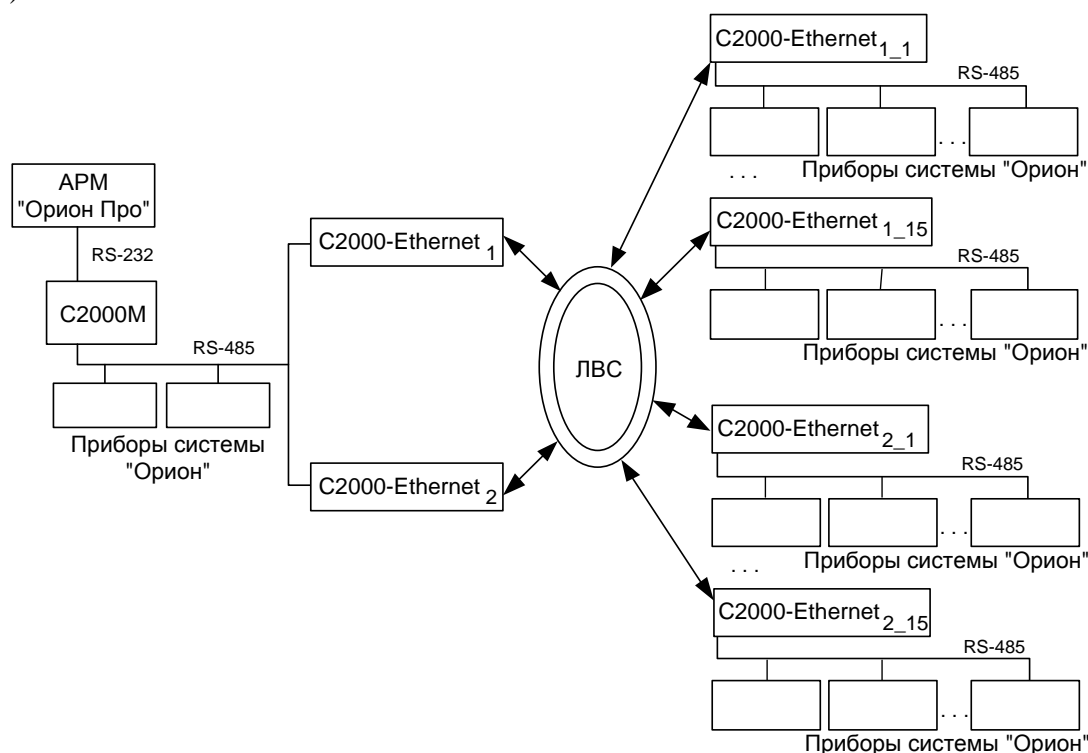 )
АРМ
"Орион Про"
RS-232
С2000М
RS-485
Приборы системы
"Орион"
С2000-Ethernet 1
С2000-Ethernet 2
ЛВС
С2000-Ethernet 1_1
RS-485
. . .
Приборы системы "Орион"
. . .
С2000-Ethernet 1_15
RS-485
. . .
Приборы системы "Орион"
С2000-Ethernet 2_1
RS-485
. . .
Приборы системы "Орион"
. . .
С2000-Ethernet 2_15
RS-485
. . .
Приборы системы "Орион"